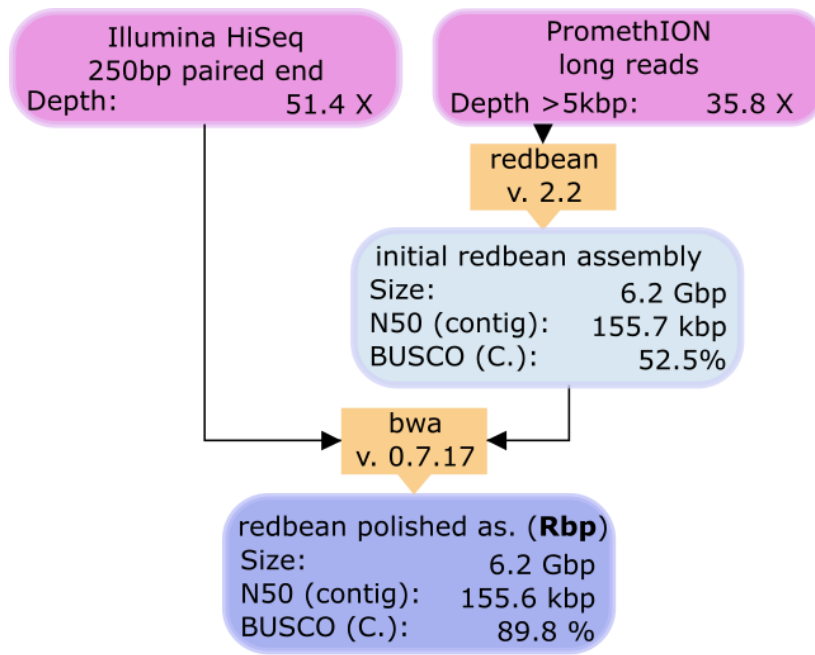 Illumina HiSeq
250bp paired end
Depth: 51.4 X
PromethION
long reads
Depth >5kbp: 35.8 X
redbean
v. 2.2
initial redbean assembly
Size: 6.2 Gbp
N50 (contig): 155.7 kbp
BUSCO (C.): 52.5%
bwa
v. 0.7.17
redbean polished as. (Rbp)
Size: 6.2 Gbp
N50 (contig): 155.6 kbp
BUSCO (C.): 89.8 %